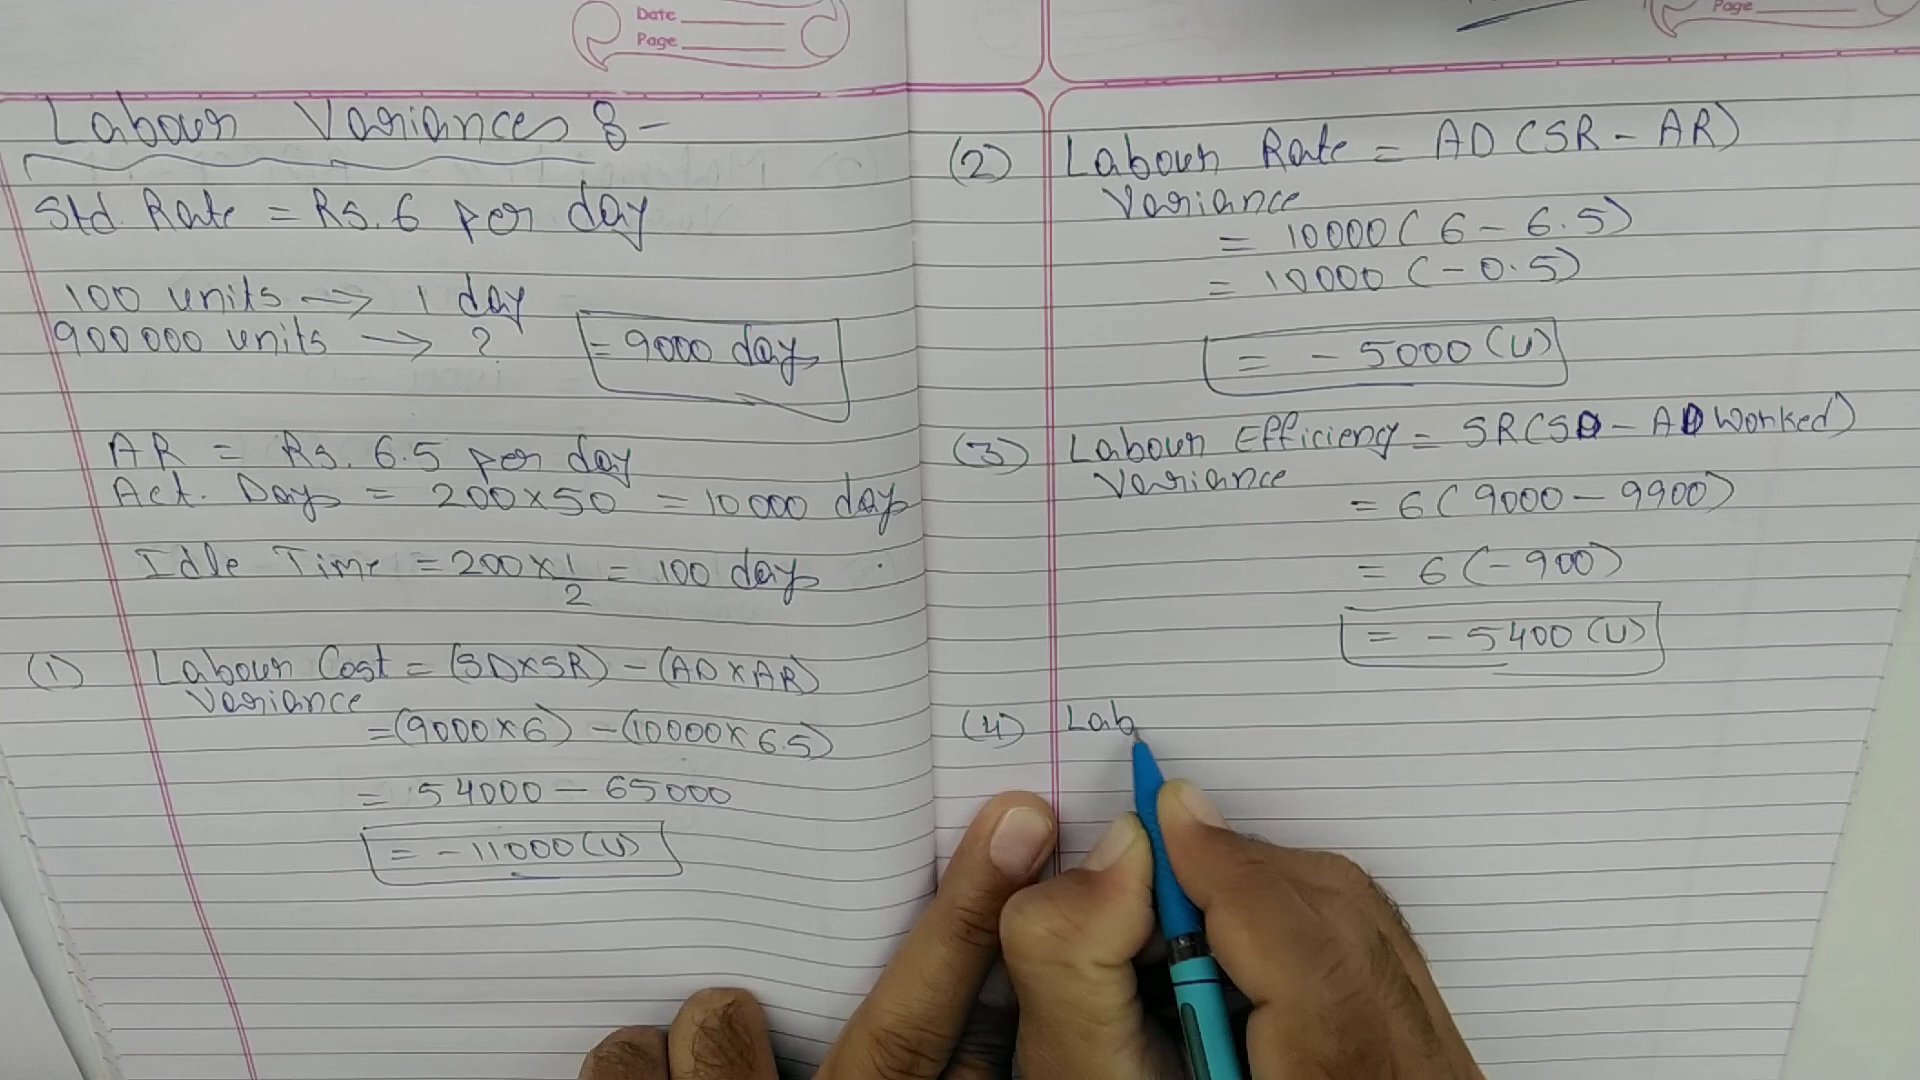 Date
Page
Labour Variances :-
Std. Rate = Rs. 6 per day
100 units → 1 day
900000 units → ? = 9000 days
AR = Rs. 6.5 per day
Act. Days = 200×50 = 10000 days
Idle Time = 200×1/2 = 100 days
(1) Labour Cost = (SD×SR) - (AD×AR)
Variance
= (9000×6) - (10000×6.5)
= 54000 - 65000
= - 11000 (U)
Page
(2) Labour Rate = AD (SR - AR)
Variance
= 10000 (6 - 6.5)
= 10000 (-0.5)
= - 5000 (U)
(3) Labour Efficiency = SR (SD - AD Worked)
Variance
= 6 (9000 - 9900)
= 6 (-900)
= - 5400 (U)
(4) Lab